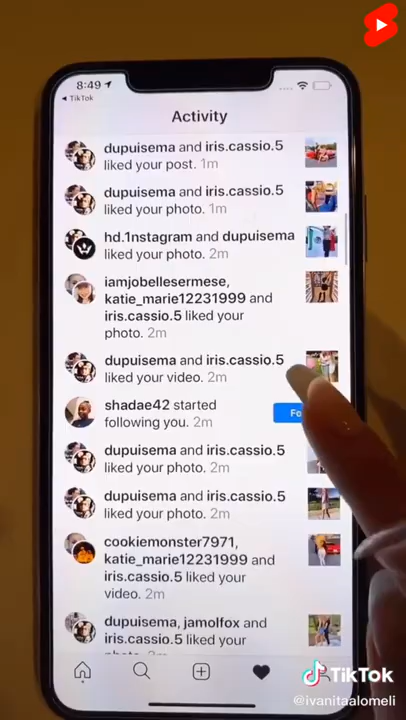 8:49
TikTok
Activity
dupuisema and iris.cassio.5
liked your post. 1m
dupuisema and iris.cassio.5
liked your photo. 1m
hd.1nstagram and dupuisema
liked your photo. 2m
iamjobellesermese,
katie_marie12231999 and
iris.cassio.5 liked your
photo. 2m
dupuisema and iris.cassio.5
liked your video. 2m
shadae42 started
following you. 2m
Fo
dupuisema and iris.cassio.5
liked your photo. 2m
dupuisema and iris.cassio.5
liked your photo. 2m
cookiemonster7971,
katie_marie12231999 and
iris.cassio.5 liked your
video. 2m
dupuisema, jamolfox and
iris.cassio.5 liked your
photo. 2m
TikTok
@ivanitaalomeli